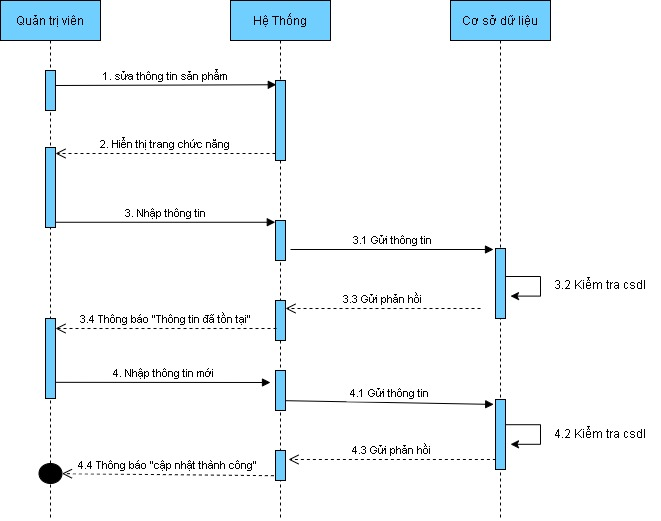 Quản trị viên
Hệ Thống
Cơ sở dữ liệu
1. sửa thông tin sản phẩm
2. Hiển thị trang chức năng
3. Nhập thông tin
3.1 Gửi thông tin
3.2 Kiểm tra csdl
3.3 Gửi phản hồi
3.4 Thông báo "Thông tin đã tồn tại"
4. Nhập thông tin mới
4.1 Gửi thông tin
4.2 Kiểm tra csdl
4.3 Gửi phản hồi
4.4 Thông báo "cập nhật thành công"